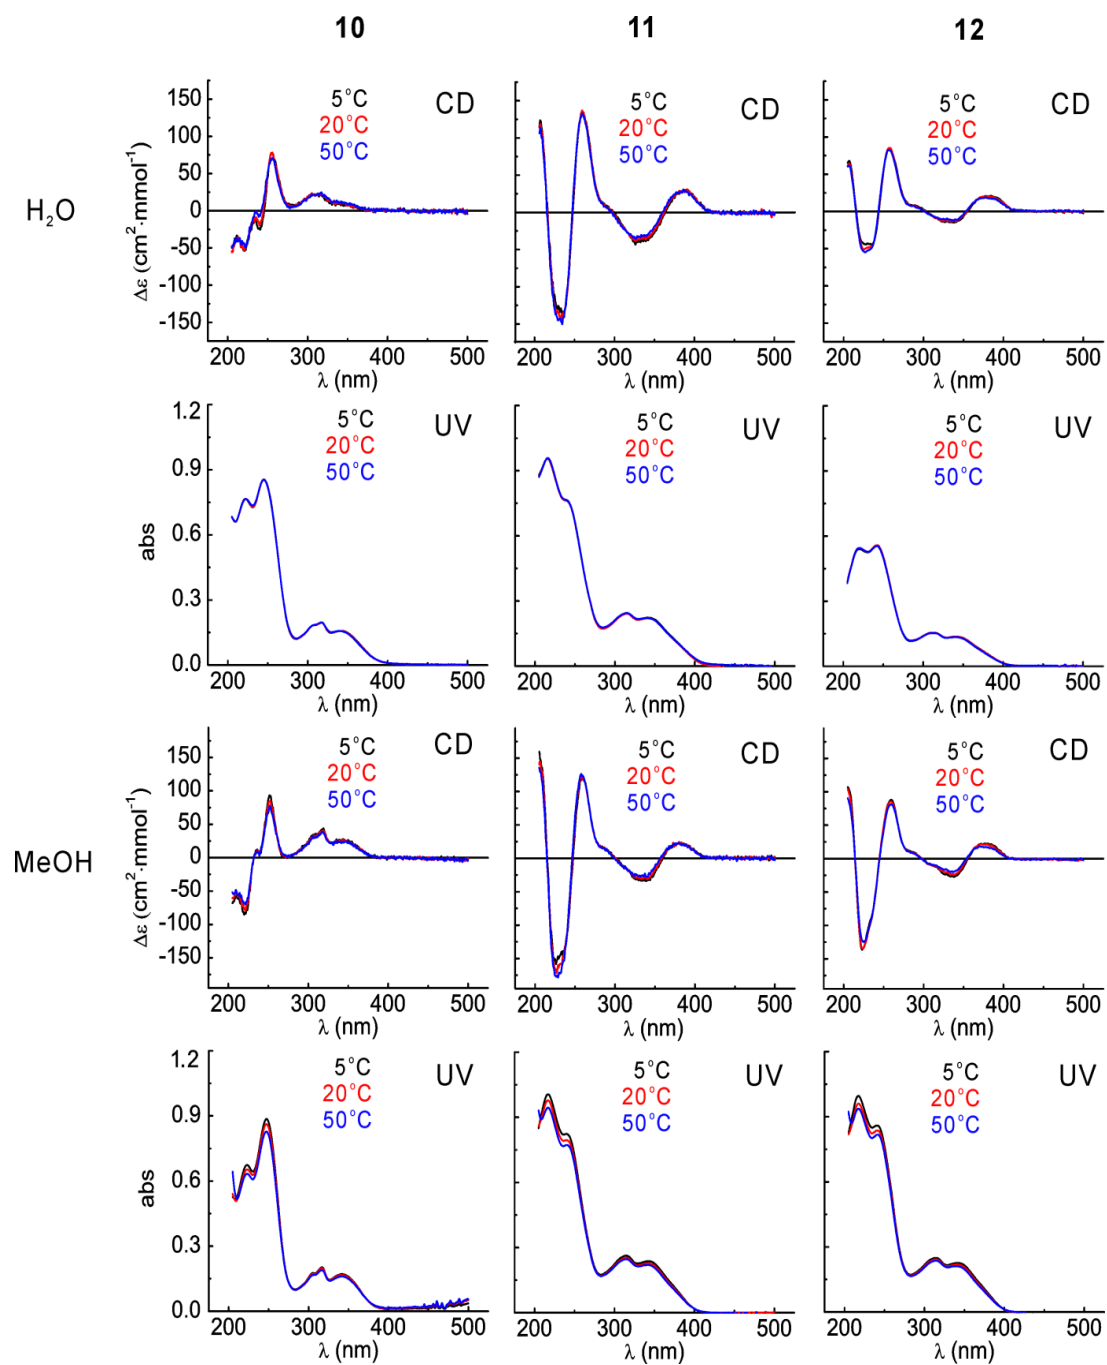 10 11 12
H₂O
5°C CD 5°C CD 5°C CD
20°C 20°C 20°C
50°C 50°C 50°C
Δε (cm²·mmol⁻¹)
150
100
50
0
-50
-100
-150
200 300 400 500 200 300 400 500 200 300 400 500
λ (nm) λ (nm) λ (nm)
5°C UV 5°C UV 5°C UV
20°C 20°C 20°C
50°C 50°C 50°C
abs
1.2
0.9
0.6
0.3
0.0
200 300 400 500 200 300 400 500 200 300 400 500
λ (nm) λ (nm) λ (nm)
MeOH
5°C CD 5°C CD 5°C CD
20°C 20°C 20°C
50°C 50°C 50°C
Δε (cm²·mmol⁻¹)
150
100
50
0
-50
-100
-150
200 300 400 500 200 300 400 500 200 300 400 500
λ (nm) λ (nm) λ (nm)
5°C UV 5°C UV 5°C UV
20°C 20°C 20°C
50°C 50°C 50°C
abs
1.2
0.9
0.6
0.3
0.0
200 300 400 500 200 300 400 500 200 300 400 500
λ (nm) λ (nm) λ (nm)